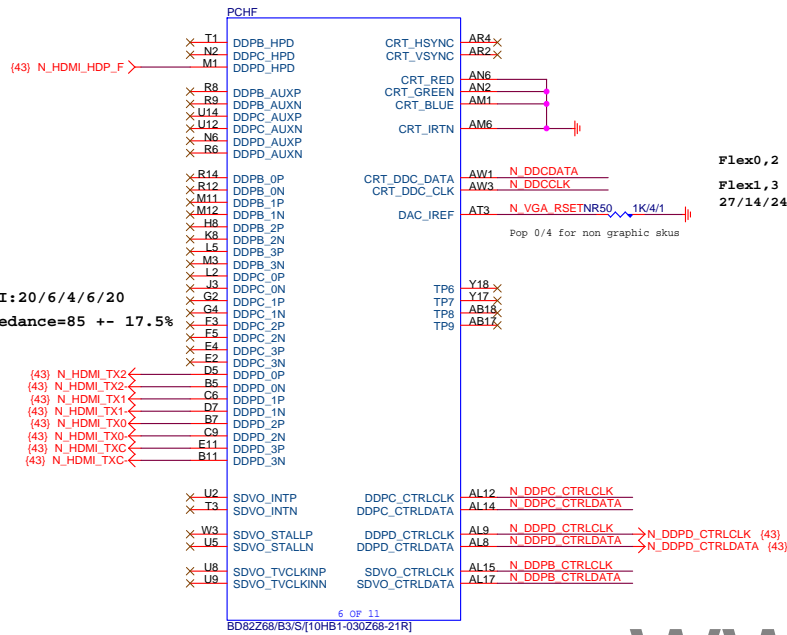 PCHF
T1 DDPB_HPD CRT_HSYNC AR4
N2 DDPC_HPD CRT_VSYNC AR2
{43} N_HDMI_HDP_F M1 DDPD_HPD
CRT_RED AN6
R8 DDPB_AUXP CRT_GREEN AN2
R9 DDPB_AUXN CRT_BLUE AM1
U14 DDPC_AUXP
U12 DDPC_AUXN CRT_IRTN AM6
N6 DDPD_AUXP
R6 DDPD_AUXN
Flex0,2
R14 DDPB_0P CRT_DDC_DATA AW1 N_DDCDATA
R12 DDPB_0N CRT_DDC_CLK AW3 N_DDCCLK
Flex1,3
M11 DDPB_1P
27/14/24
M12 DDPB_1N DAC_IREF AT3 N_VGA_RSET NR50 1K/4/1
H8 DDPB_2P
Pop 0/4 for non graphic skus
K8 DDPB_2N
L5 DDPB_3P
M3 DDPB_3N
L2 DDPC_0P
J3 DDPC_0N TP6 Y18
I:20/6/4/6/20
G2 DDPC_1P TP7 Y17
G4 DDPC_1N TP8 AB18
edance=85 +- 17.5%
F3 DDPC_2P TP9 AB17
F5 DDPC_2N
E4 DDPC_3P
E2 DDPC_3N
{43} N_HDMI_TX2 D5 DDPD_0P
{43} N_HDMI_TX2- B5 DDPD_0N
{43} N_HDMI_TX1 C6 DDPD_1P
{43} N_HDMI_TX1- D7 DDPD_1N
{43} N_HDMI_TX0 B7 DDPD_2P
{43} N_HDMI_TX0- C9 DDPD_2N
{43} N_HDMI_TXC E11 DDPD_3P
{43} N_HDMI_TXC- B11 DDPD_3N
U2 SDVO_INTP DDPC_CTRLCLK AL12 N_DDPC_CTRLCLK
T3 SDVO_INTN DDPC_CTRLDATA AL14 N_DDPC_CTRLDATA
W3 SDVO_STALLP DDPD_CTRLCLK AL9 N_DDPD_CTRLCLK N_DDPD_CTRLCLK {43}
U5 SDVO_STALLN DDPD_CTRLDATA AL8 N_DDPD_CTRLDATA N_DDPD_CTRLDATA {43}
U8 SDVO_TVCLKINP SDVO_CTRLCLK AL15 N_DDPB_CTRLCLK
U9 SDVO_TVCLKINN SDVO_CTRLDATA AL17 N_DDPB_CTRLDATA
6 OF 11
BD82Z68/B3/S/[10HB1-030Z68-21R]